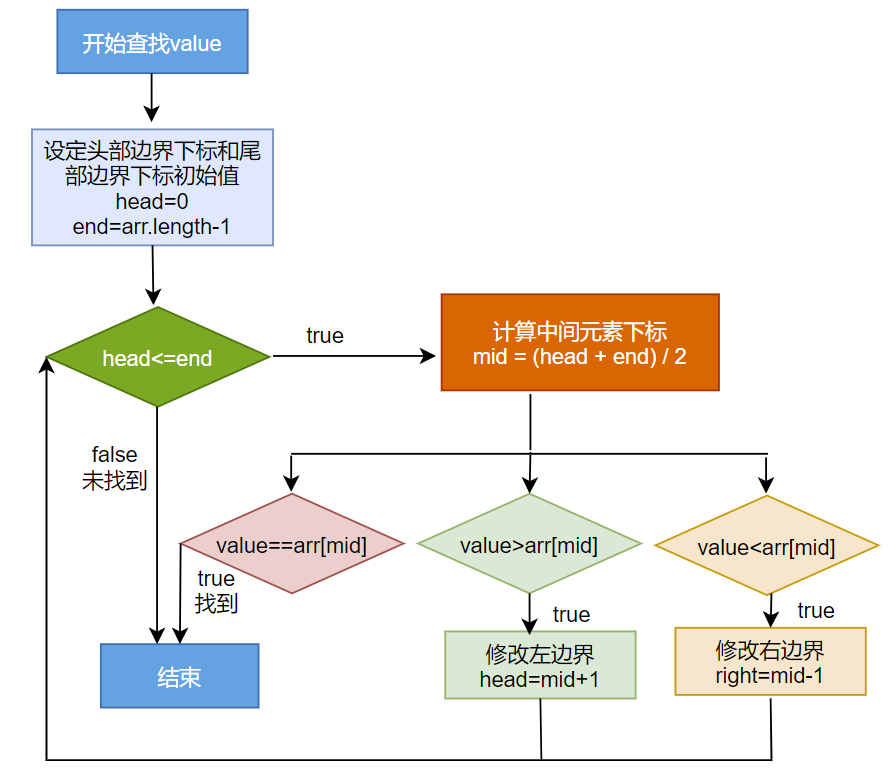 开始查找value
设定头部边界下标和尾
部边界下标初始值
head=0
end=arr.length-1
head<=end
true
计算中间元素下标
mid = (head + end) / 2
false
未找到
value==arr[mid]
value>arr[mid]
value<arr[mid]
true
找到
true
true
结束
修改左边界
head=mid+1
修改右边界
right=mid-1